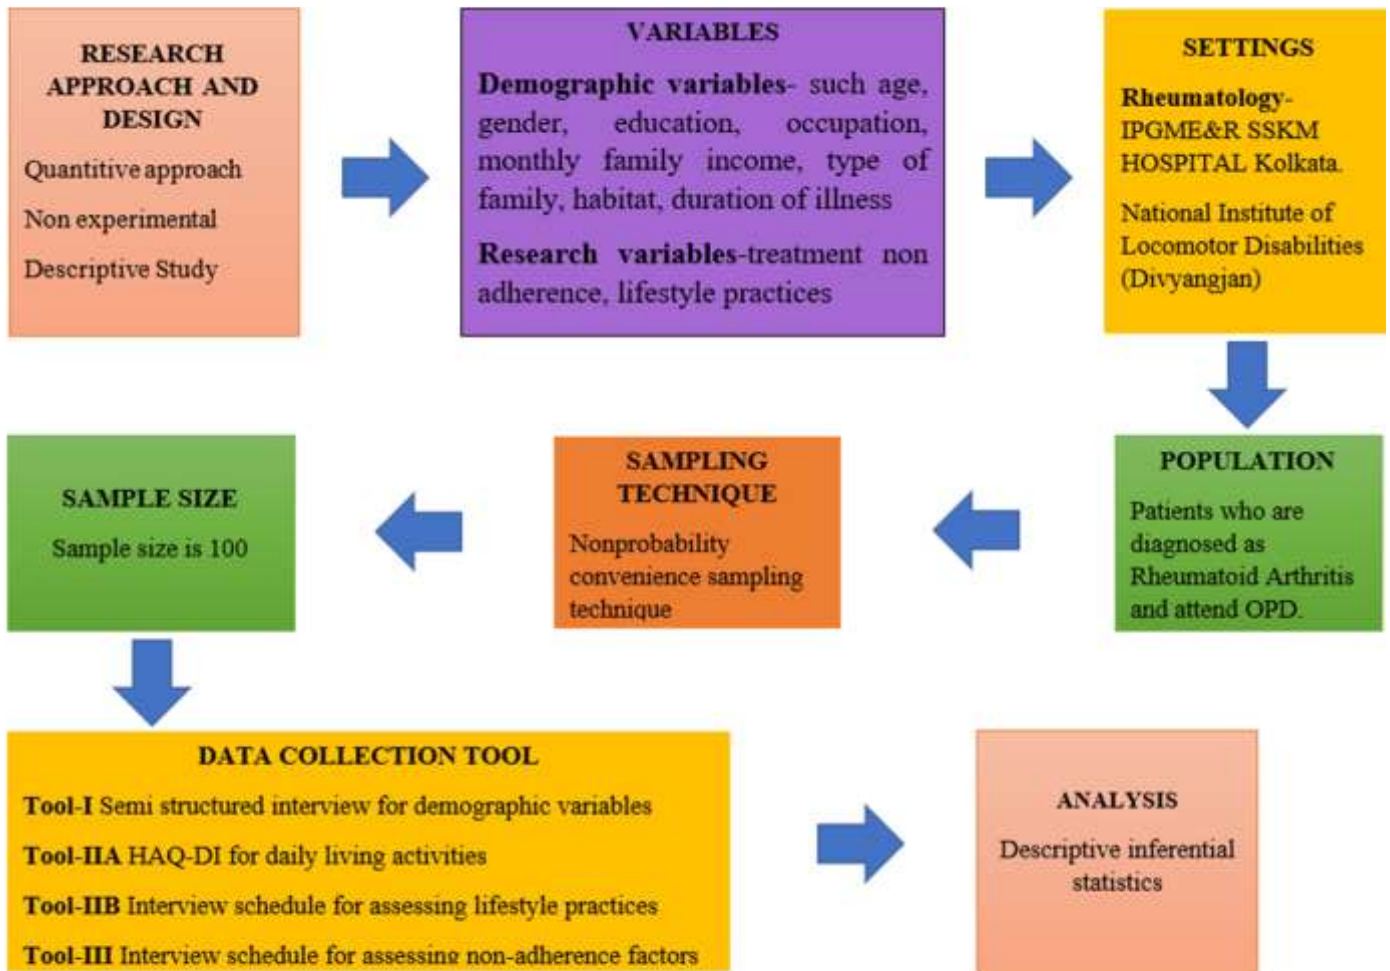 RESEARCH
APPROACH AND
DESIGN
Quantitive approach
Non experimental
Descriptive Study
VARIABLES
Demographic variables- such age,
gender, education, occupation,
monthly family income, type of
family, habitat, duration of illness
Research variables-treatment non
adherence, lifestyle practices
SETTINGS
Rheumatology-
IPGME&R SSKM
HOSPITAL Kolkata.
National Institute of
Locomotor Disabilities
(Divyangjan)
POPULATION
Patients who are
diagnosed as
Rheumatoid Arthritis
and attend OPD.
SAMPLING
TECHNIQUE
Nonprobability
convenience sampling
technique
SAMPLE SIZE
Sample size is 100
DATA COLLECTION TOOL
Tool-I Semi structured interview for demographic variables
Tool-IIA HAQ-DI for daily living activities
Tool-IIB Interview schedule for assessing lifestyle practices
Tool-III Interview schedule for assessing non-adherence factors
ANALYSIS
Descriptive inferential
statistics